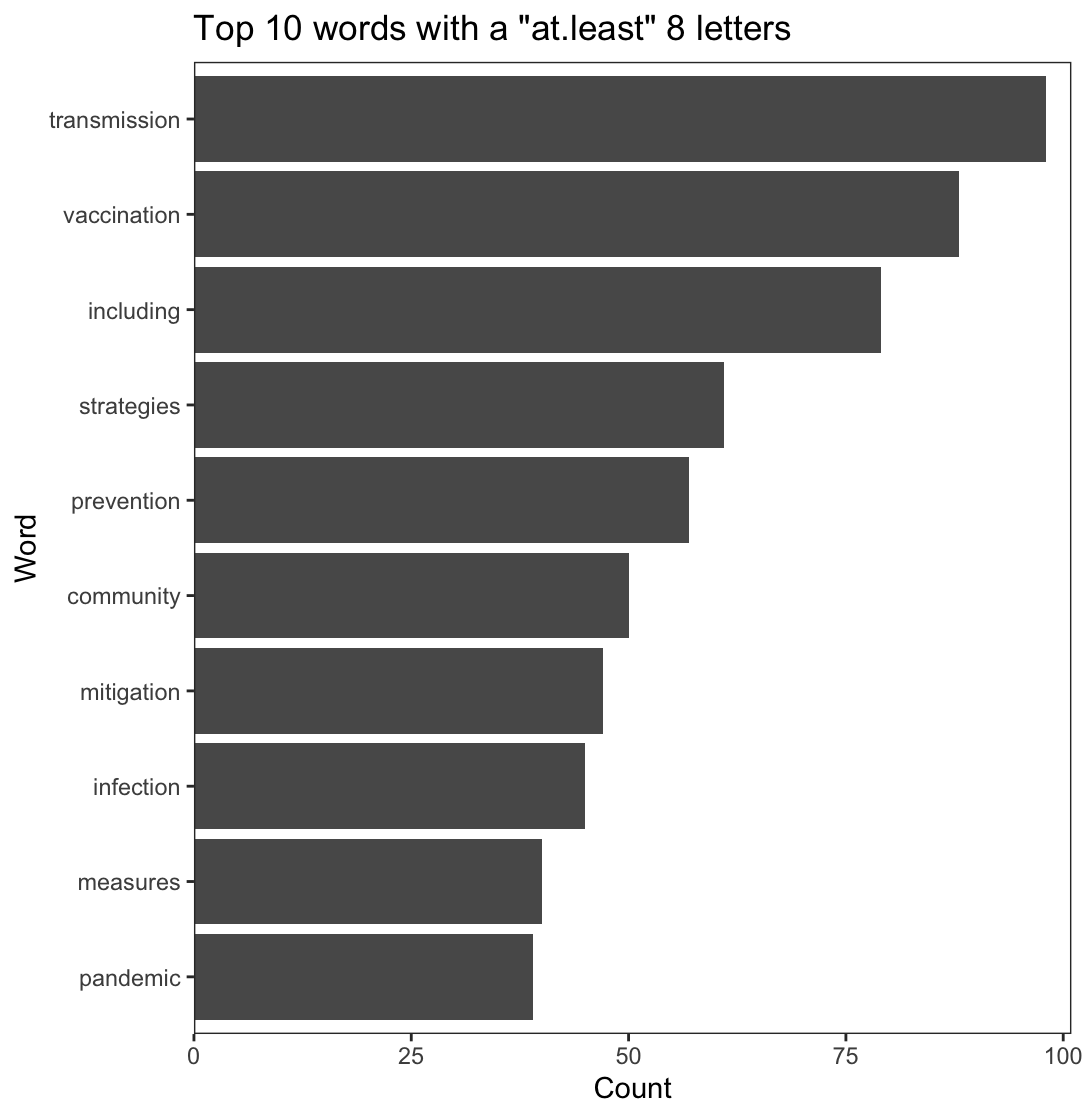 Top 10 words with a "at.least" 8 letters
transmission
vaccination
including
strategies
prevention
community
mitigation
infection
measures
pandemic
Word
0 25 50 75 100
Count